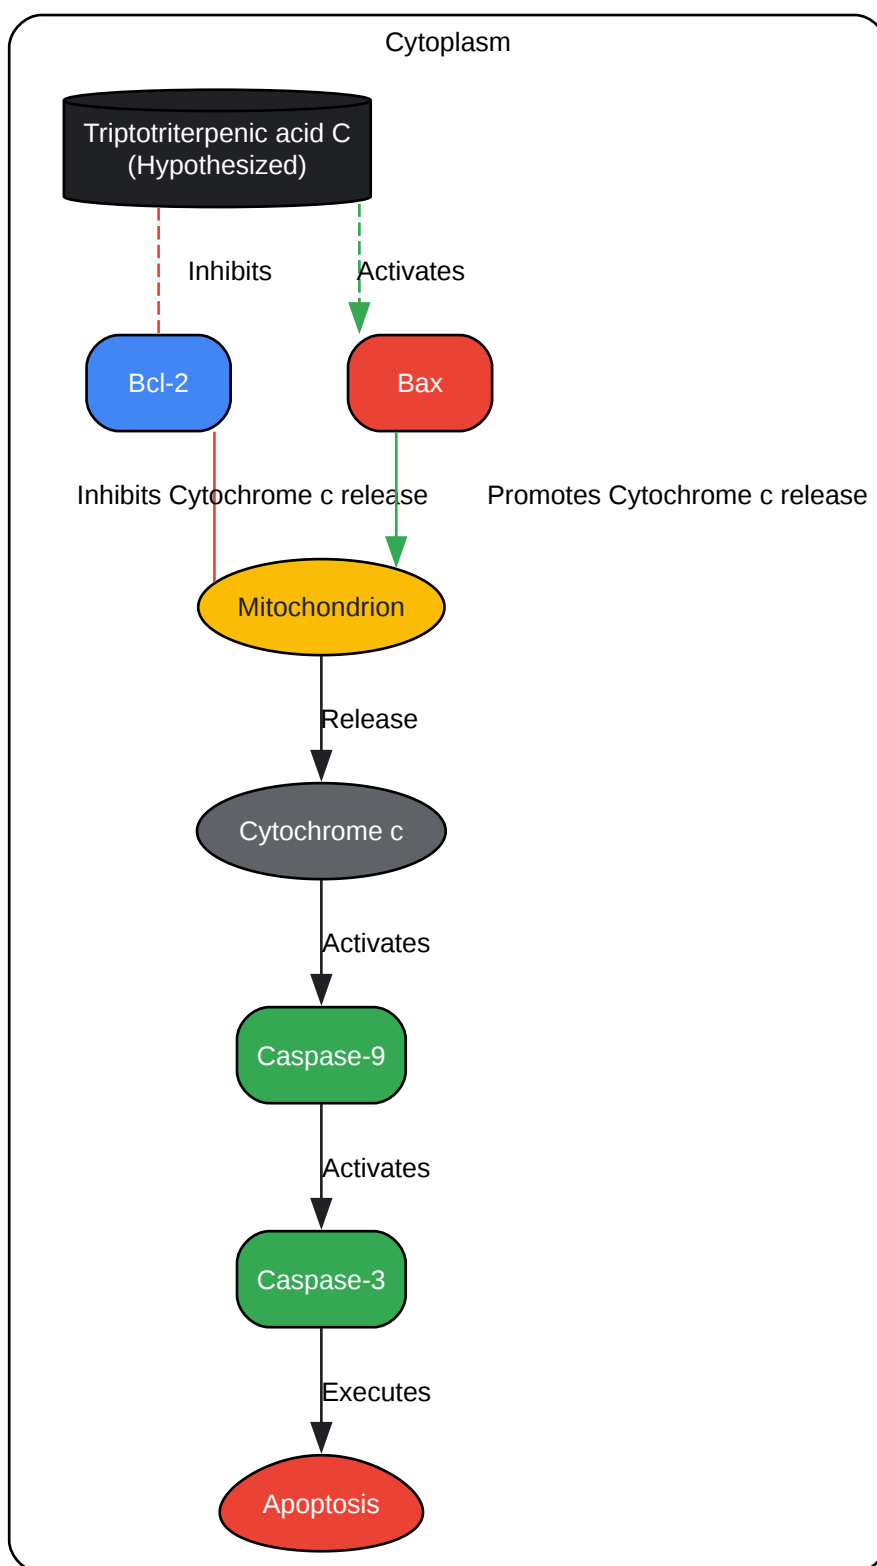 Cytoplasm
Triptotriterpenic acid C
(Hypothesized)
Inhibits
Activates
Bcl-2
Bax
Inhibits Cytochrome c release
Promotes Cytochrome c release
Mitochondrion
Release
Cytochrome c
Activates
Caspase-9
Activates
Caspase-3
Executes
Apoptosis